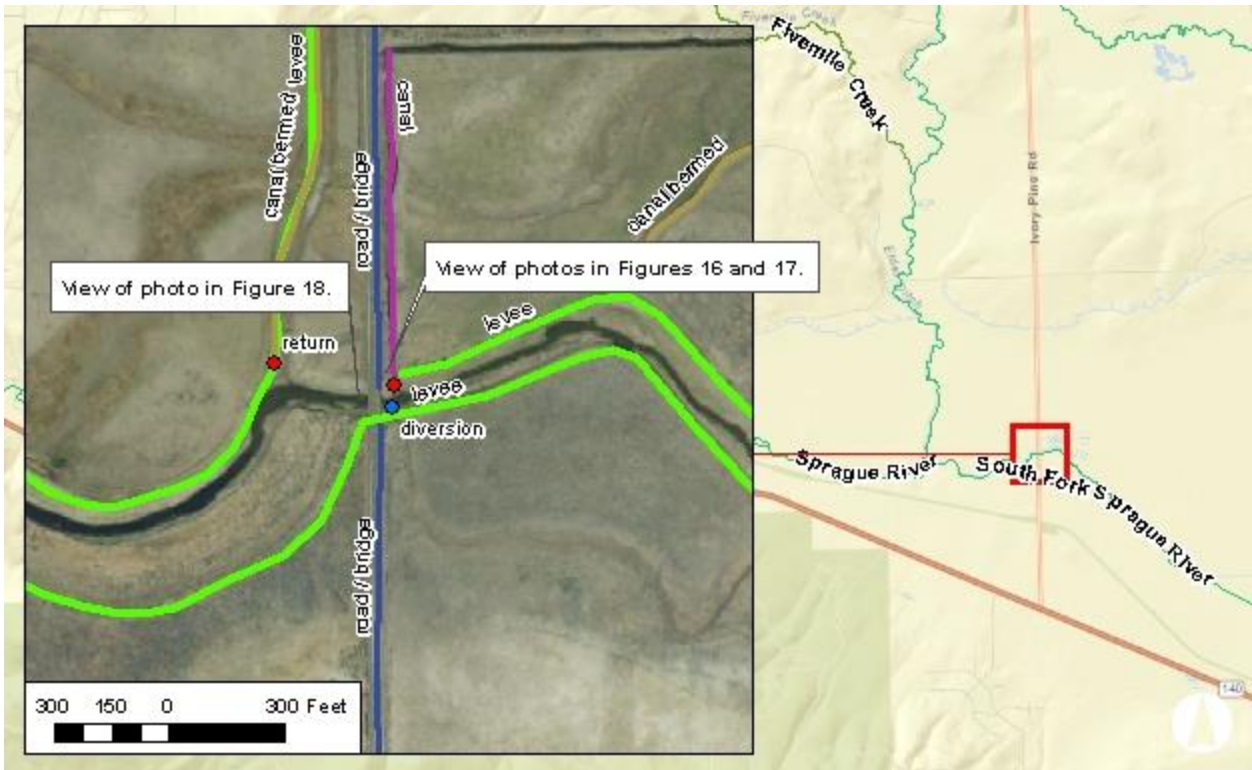 Fivemile Creek
Fivemile Creek
canal bermed levee
canal
road / bridge
canal bermed
Ivory Pine Rd
View of photos in Figures 16 and 17.
View of photo in Figure 18.
levee
return
levee
diversion
Sprague River
South Fork Sprague River
road / bridge
300 150 0 300 Feet
140